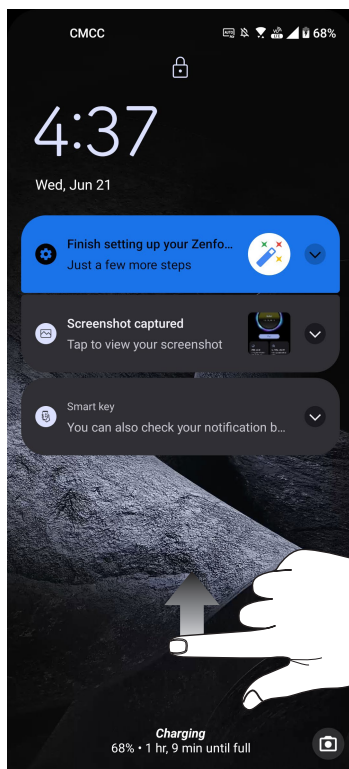 CMCC
68%
4:37
Wed, Jun 21
Finish setting up your Zenfo...
Just a few more steps
Screenshot captured
Tap to view your screenshot
Smart key
You can also check your notification b...
Charging
68% • 1 hr, 9 min until full